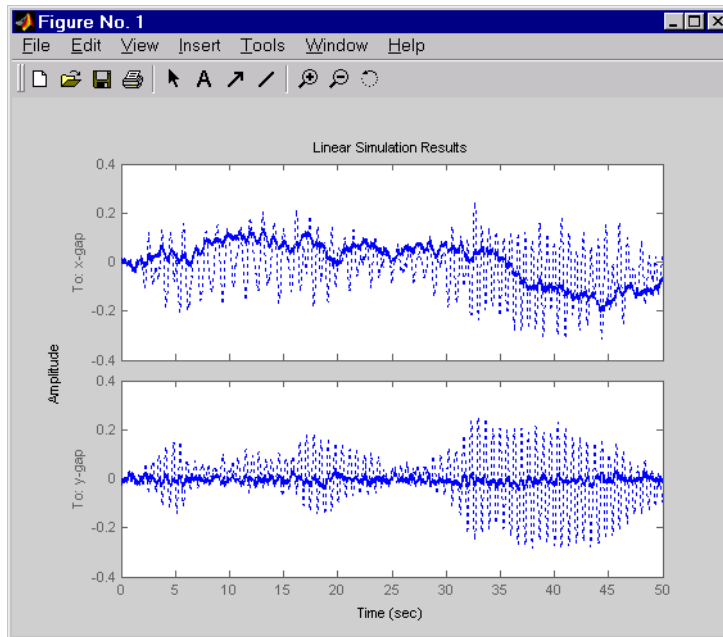 Figure No. 1
File Edit View Insert Tools Window Help
A
Linear Simulation Results
Amplitude
To: x-gap
0.4
0.2
0
-0.2
-0.4
To: y-gap
0.4
0.2
0
-0.2
-0.4
0 5 10 15 20 25 30 35 40 45 50
Time (sec)